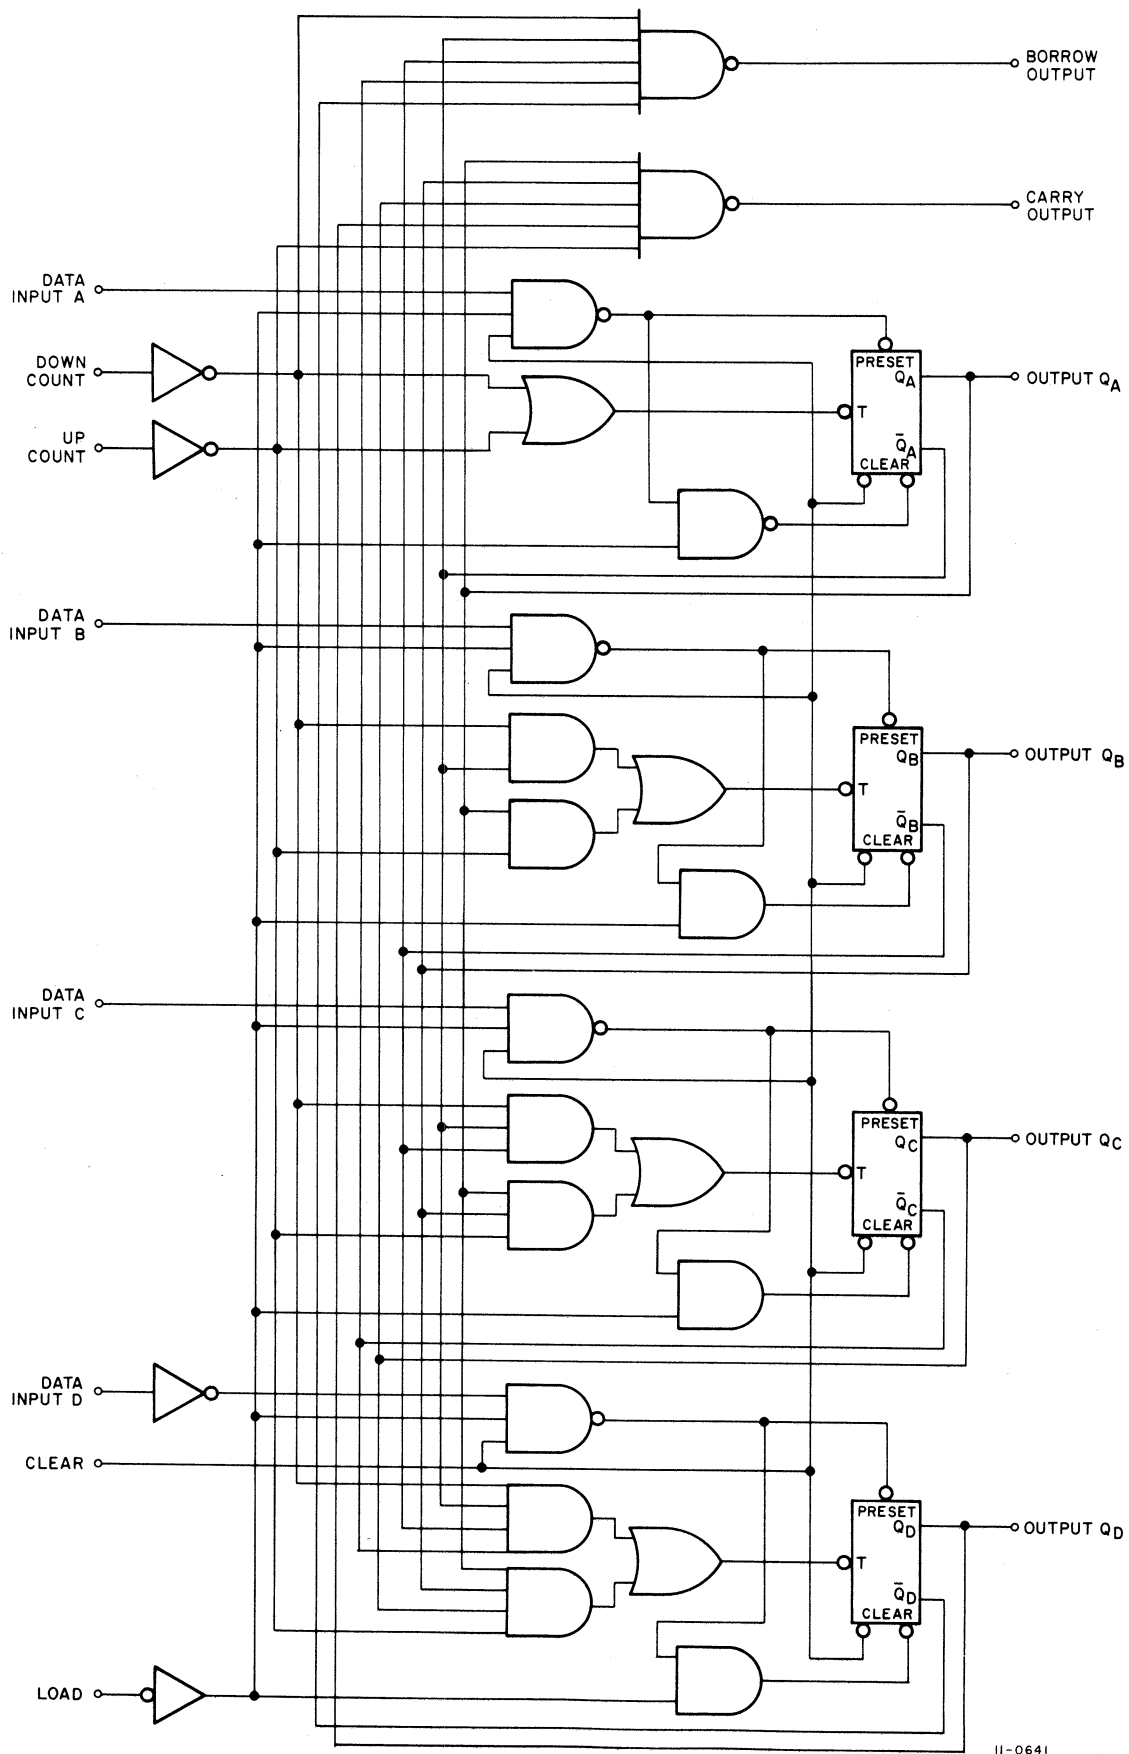 BORROW
OUTPUT
CARRY
OUTPUT
DATA
INPUT A
DOWN
COUNT
UP
COUNT
PRESET
QA
T
Q̄A
CLEAR
OUTPUT QA
DATA
INPUT B
PRESET
QB
T
Q̄B
CLEAR
OUTPUT QB
DATA
INPUT C
PRESET
QC
T
Q̄C
CLEAR
OUTPUT QC
DATA
INPUT D
CLEAR
PRESET
QD
T
Q̄D
CLEAR
OUTPUT QD
LOAD
11-0641